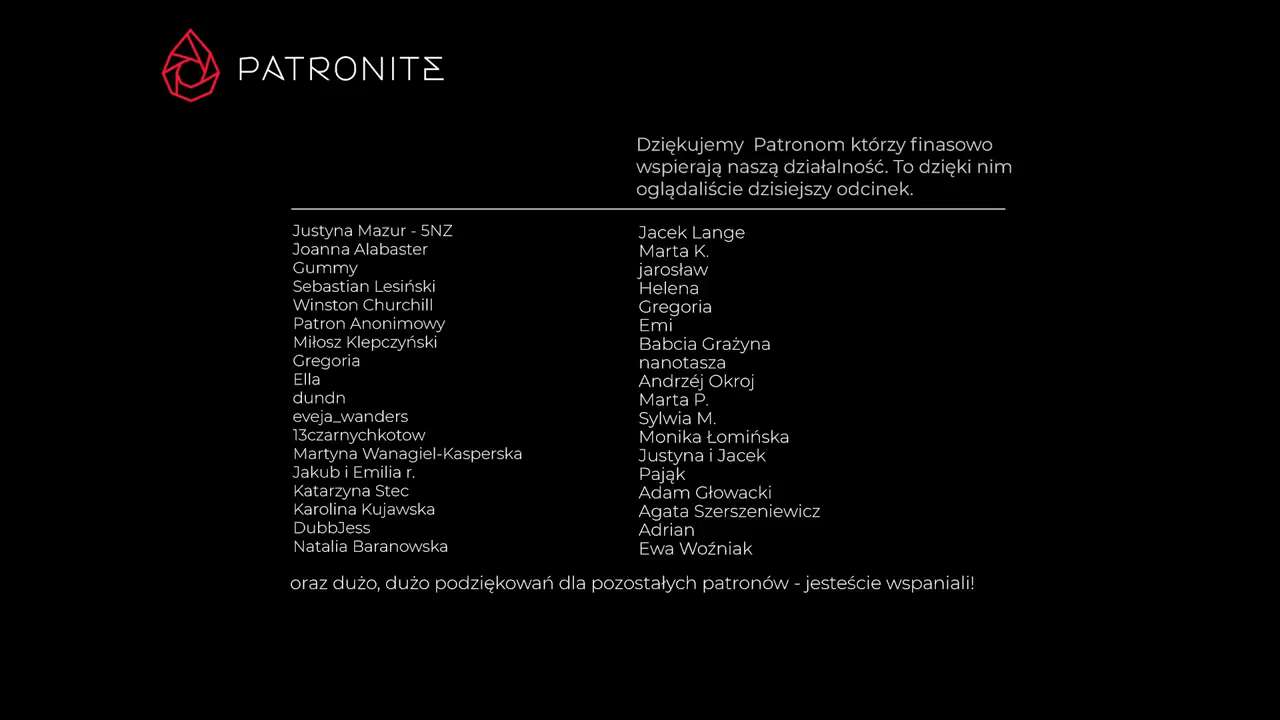 PATRONITE
Dziękujemy Patronom którzy finasowo
wspierają naszą działalność. To dzięki nim
oglądaliście dzisiejszy odcinek.
Justyna Mazur - 5NZ
Joanna Alabaster
Gummy
Sebastian Lesiński
Winston Churchill
Patron Anonimowy
Miłosz Klepczyński
Gregoria
Ella
dundn
eveja_wanders
13czarnychkotow
Martyna Wanagiel-Kasperska
Jakub i Emilia r.
Katarzyna Stec
Karolina Kujawska
DubbJess
Natalia Baranowska
Jacek Lange
Marta K.
jarosław
Helena
Gregoria
Emi
Babcia Grażyna
nanotasza
Andrzéj Okroj
Marta P.
Sylwia M.
Monika Łomińska
Justyna i Jacek
Pająk
Adam Głowacki
Agata Szerszeniewicz
Adrian
Ewa Woźniak
oraz dużo, dużo podziękowań dla pozostałych patronów - jesteście wspaniali!